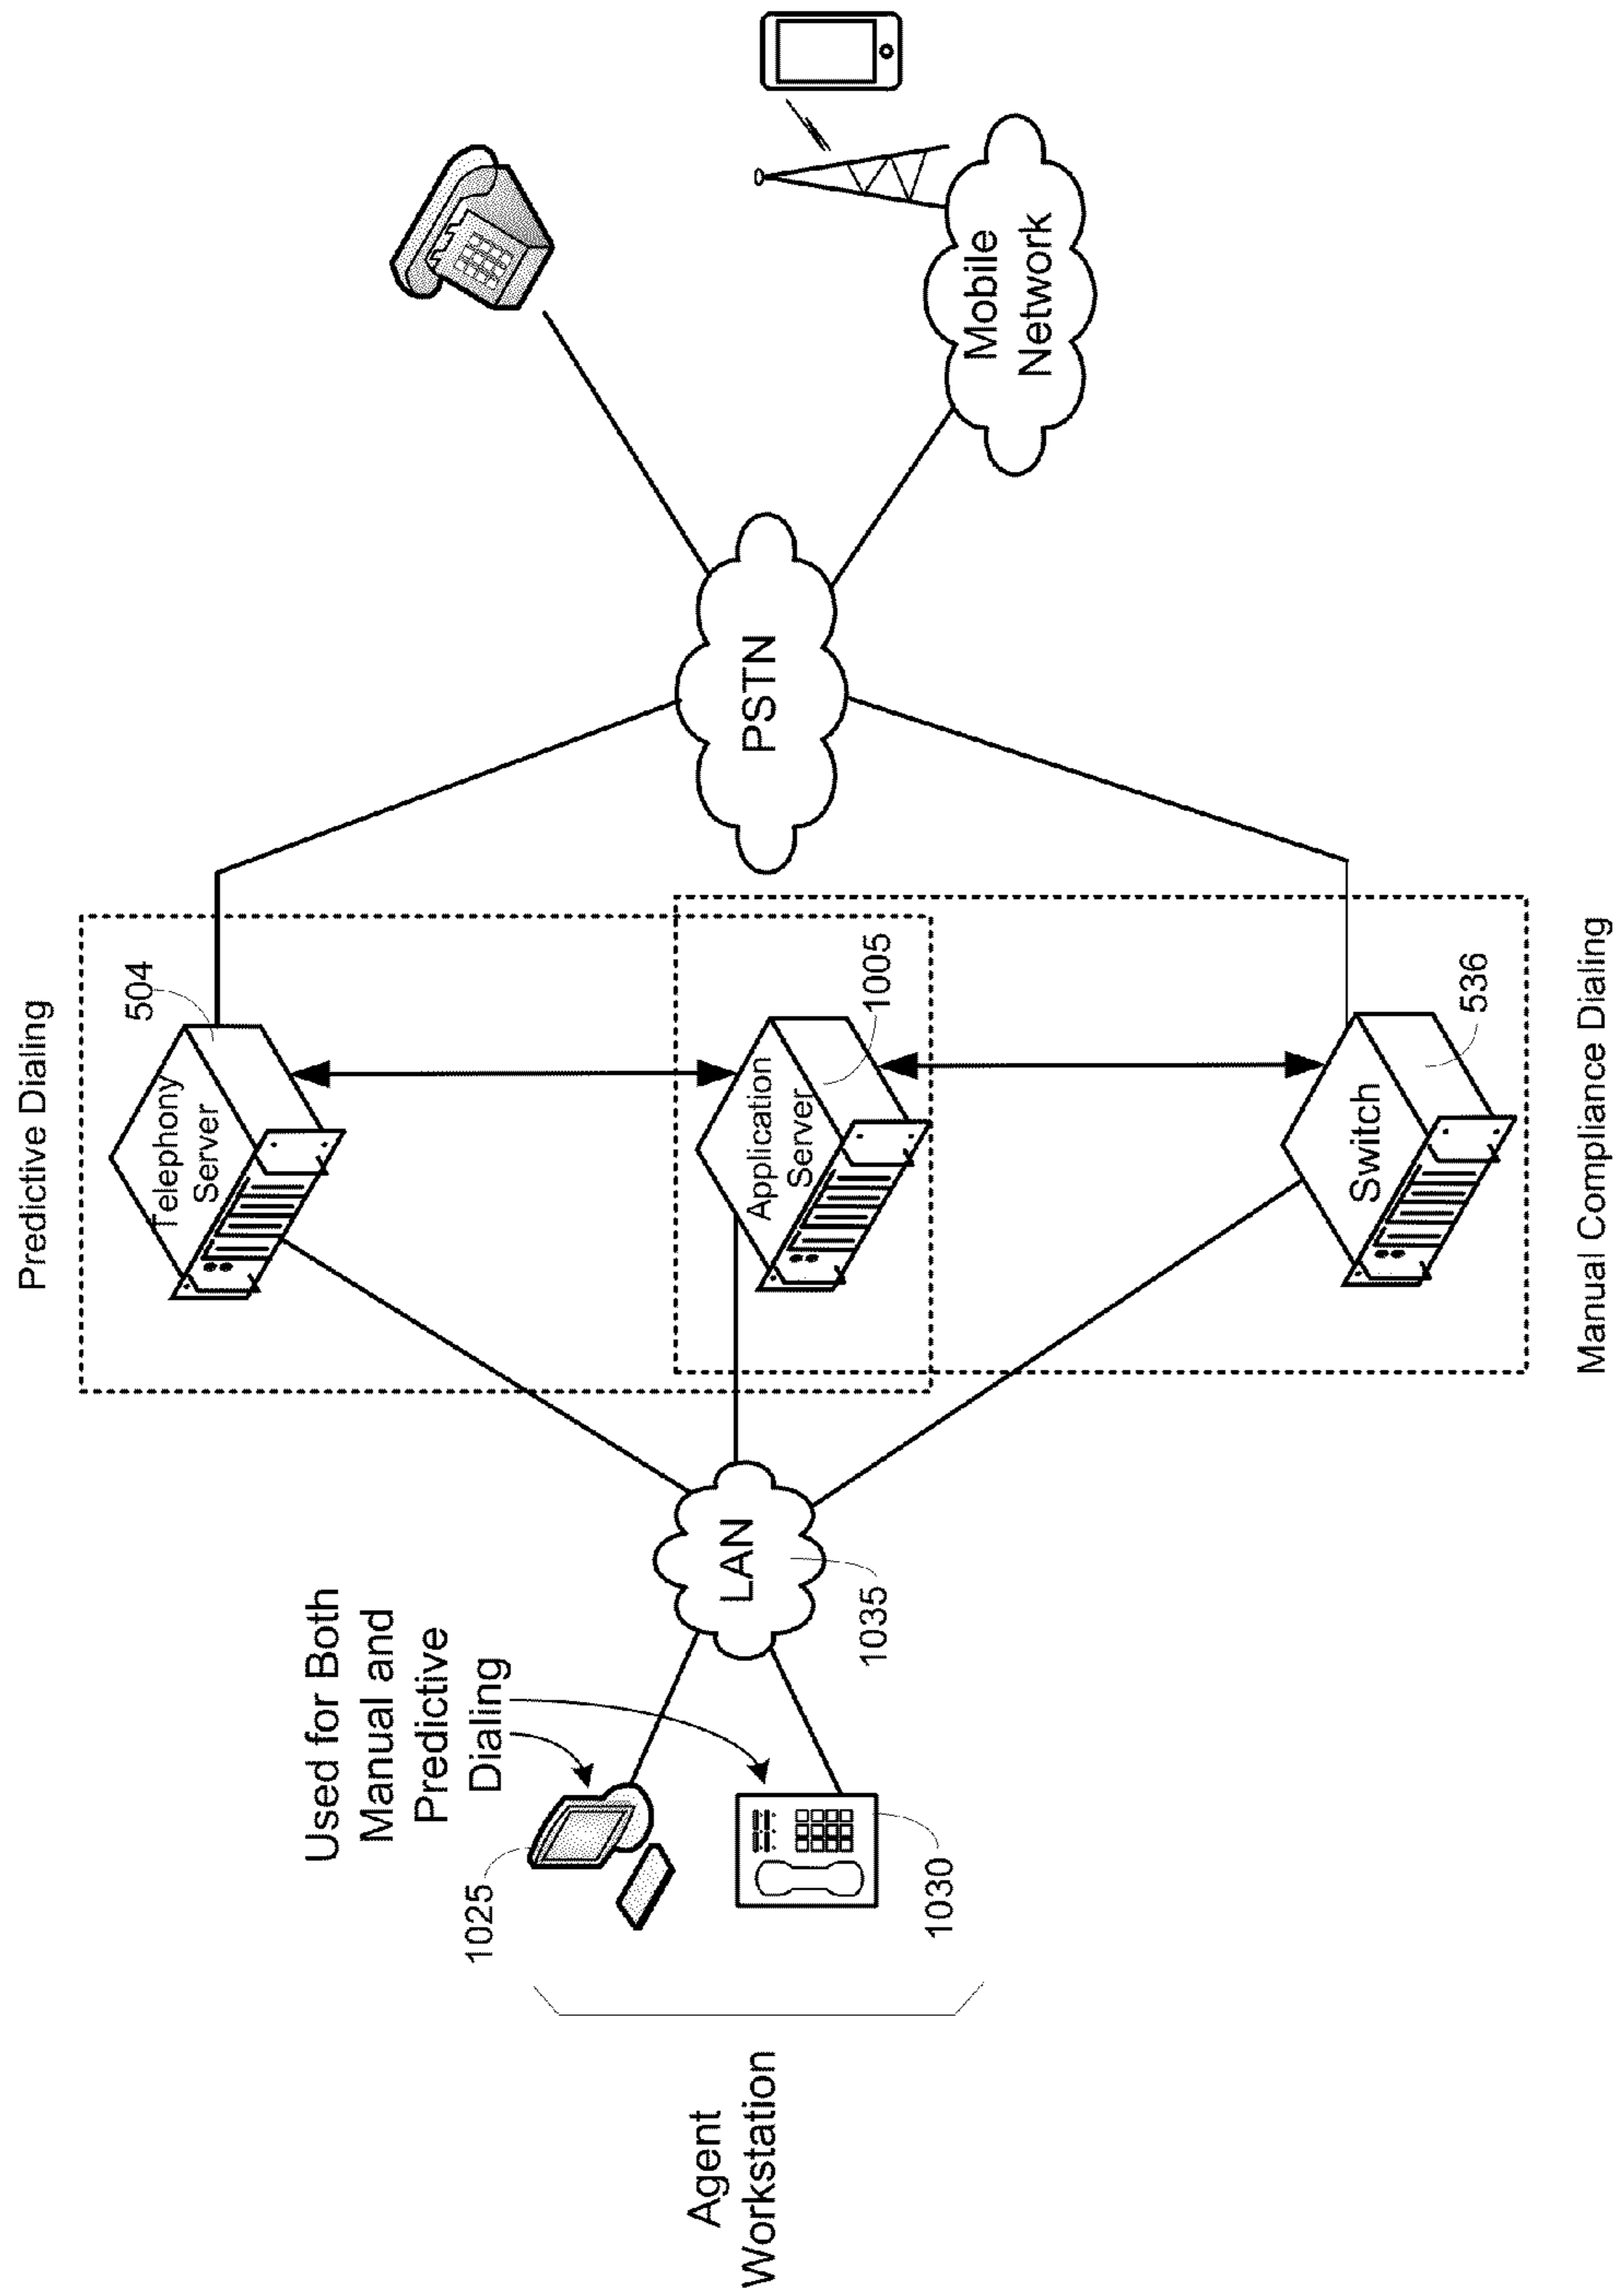 Predictive Dialing
504
Telephony
Server
Used for Both
Manual and
Predictive
Dialing
1025
Agent
Workstation
1030
LAN
1035
Application
Server
1005
PSTN
Mobile
Network
Switch
536
Manual Compliance Dialing